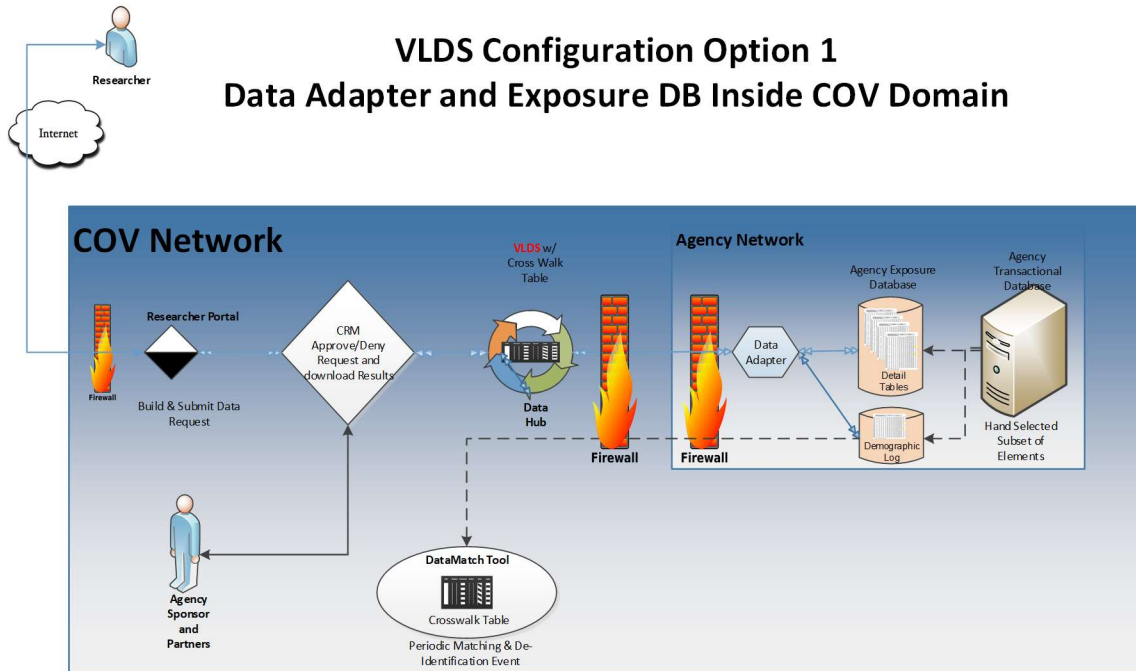 VLDS Configuration Option 1
Data Adapter and Exposure DB Inside COV Domain
Researcher
Internet
COV Network
Firewall
Researcher Portal
Build & Submit Data
Request
CRM
Approve/Deny
Request and
download Results
VLDS w/
Cross Walk
Table
Data
Hub
Firewall
Agency Network
Firewall
Data
Adapter
Agency Exposure
Database
Detail
Tables
Demographic
Log
Agency
Transactional
Database
Hand Selected
Subset of
Elements
Agency
Sponsor
and
Partners
DataMatch Tool
Crosswalk Table
Periodic Matching & De-
Identification Event